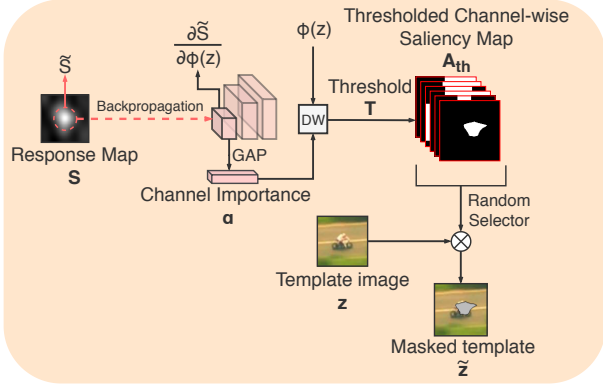 Thresholded Channel-wise
Saliency Map
A_th
∂S̃
∂ϕ(z)
ϕ(z)
S̃
Backpropagation
Threshold
T
DW
Response Map
S
GAP
Channel Importance
α
Random
Selector
Template image
z
Masked template
z̃